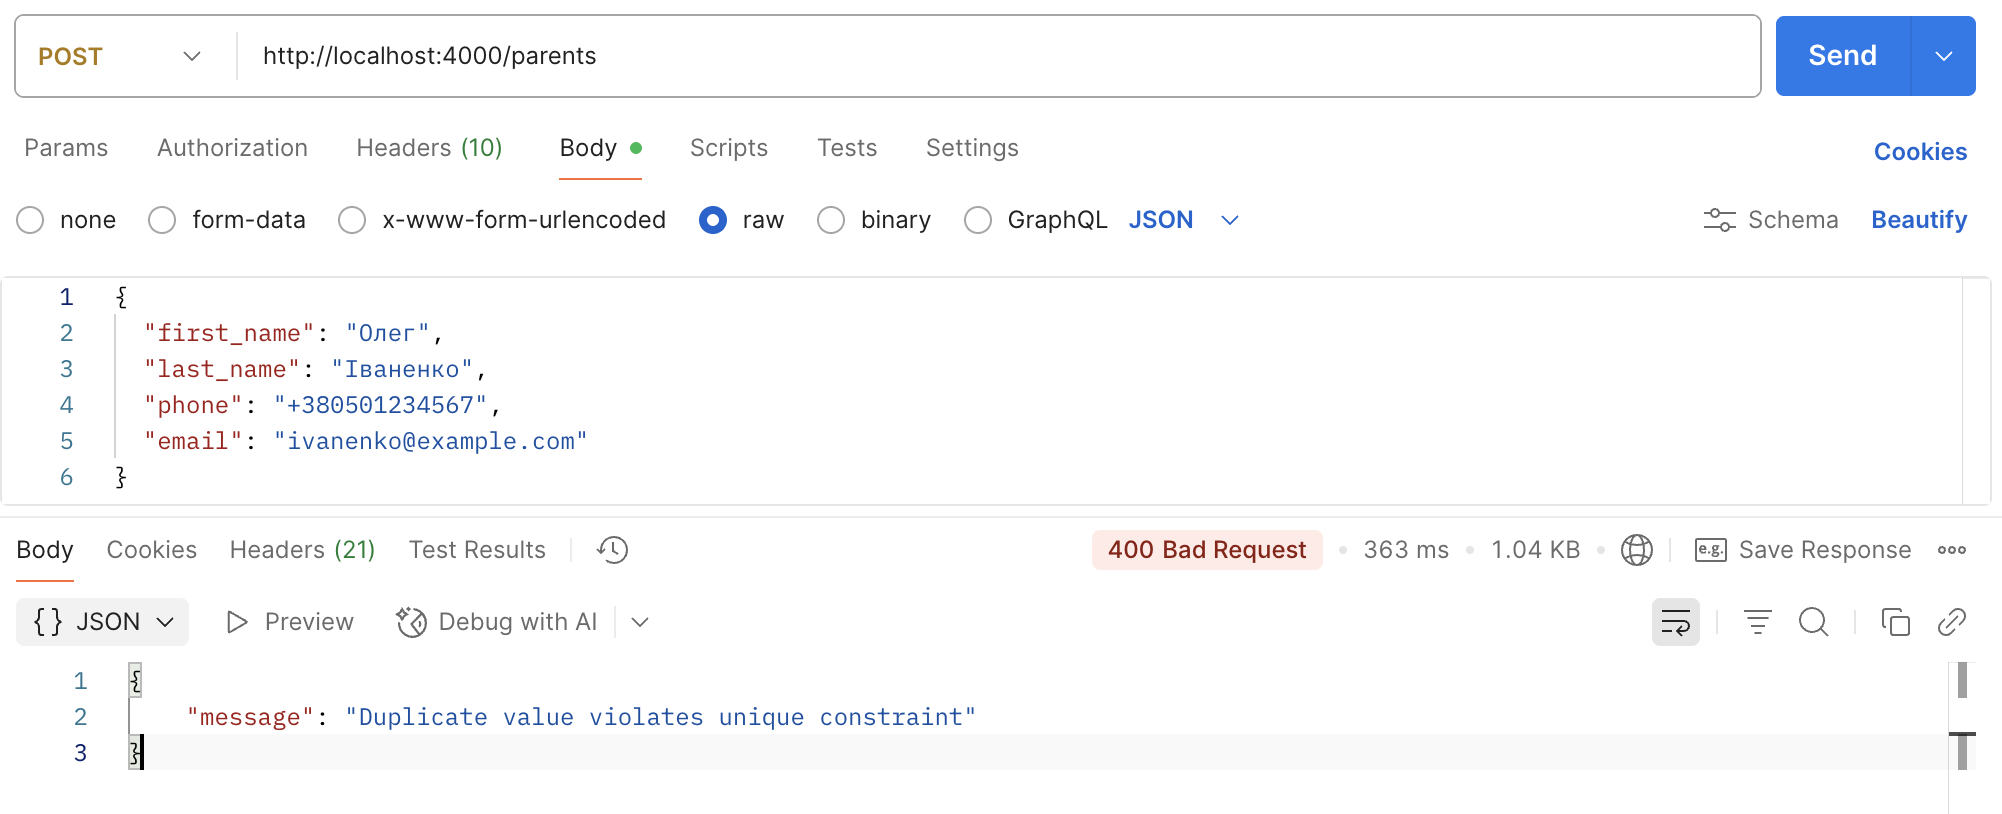 POST http://localhost:4000/parents Send
Params Authorization Headers (10) Body Scripts Tests Settings Cookies
none form-data x-www-form-urlencoded raw binary GraphQL JSON Schema Beautify
1 {
2 "first_name": "Олег",
3 "last_name": "Іваненко",
4 "phone": "+380501234567",
5 "email": "ivanenko@example.com"
6 }
Body Cookies Headers (21) Test Results 400 Bad Request 363 ms 1.04 KB e.g. Save Response
{} JSON Preview Debug with AI
1 {
2 "message": "Duplicate value violates unique constraint"
3 }